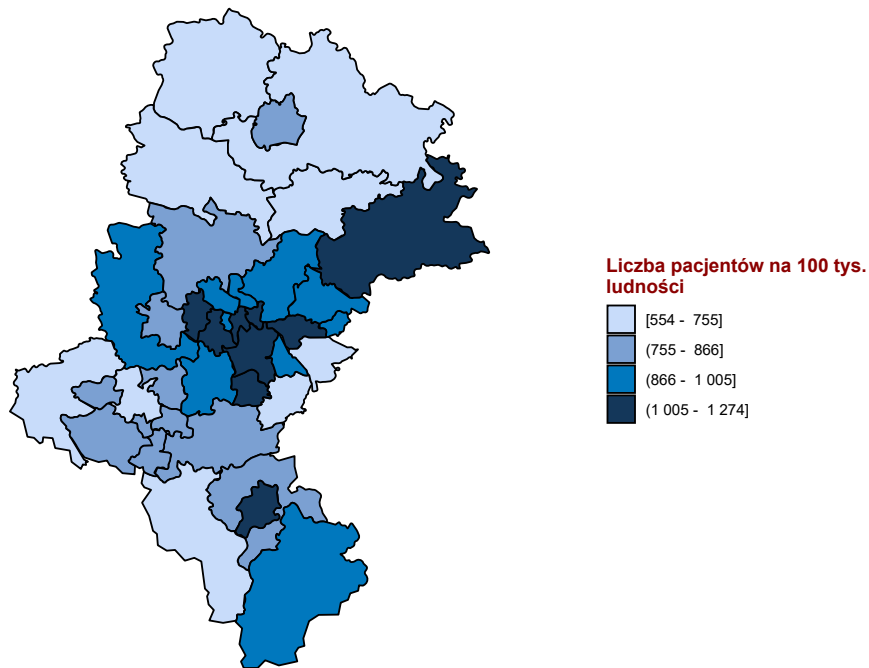 Liczba pacjentów na 100 tys.
ludności
[554 - 755]
(755 - 866]
(866 - 1 005]
(1 005 - 1 274]